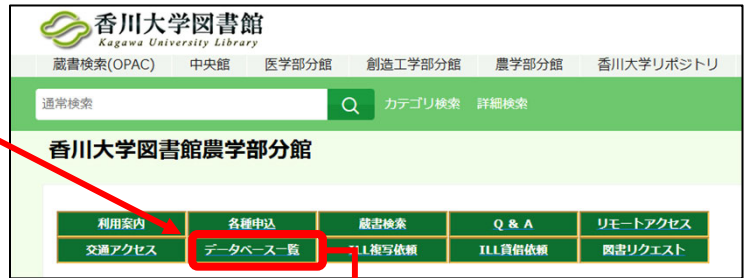 香川大学図書館
Kagawa University Library
蔵書検索(OPAC) 中央館 医学部分館 創造工学部分館 農学部分館 香川大学リポジトリ
通常検索 カテゴリ検索 詳細検索
香川大学図書館農学部分館
利用案内 各種申込 蔵書検索 Q & A リモートアクセス
交通アクセス データベース一覧 ILL複写依頼 ILL貸借依頼 図書リクエスト